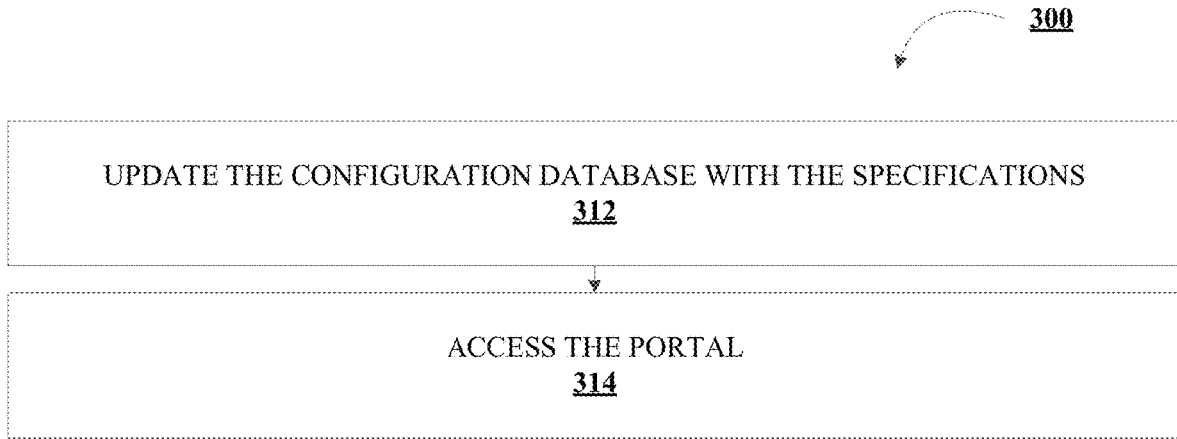 300
UPDATE THE CONFIGURATION DATABASE WITH THE SPECIFICATIONS
312
ACCESS THE PORTAL
314